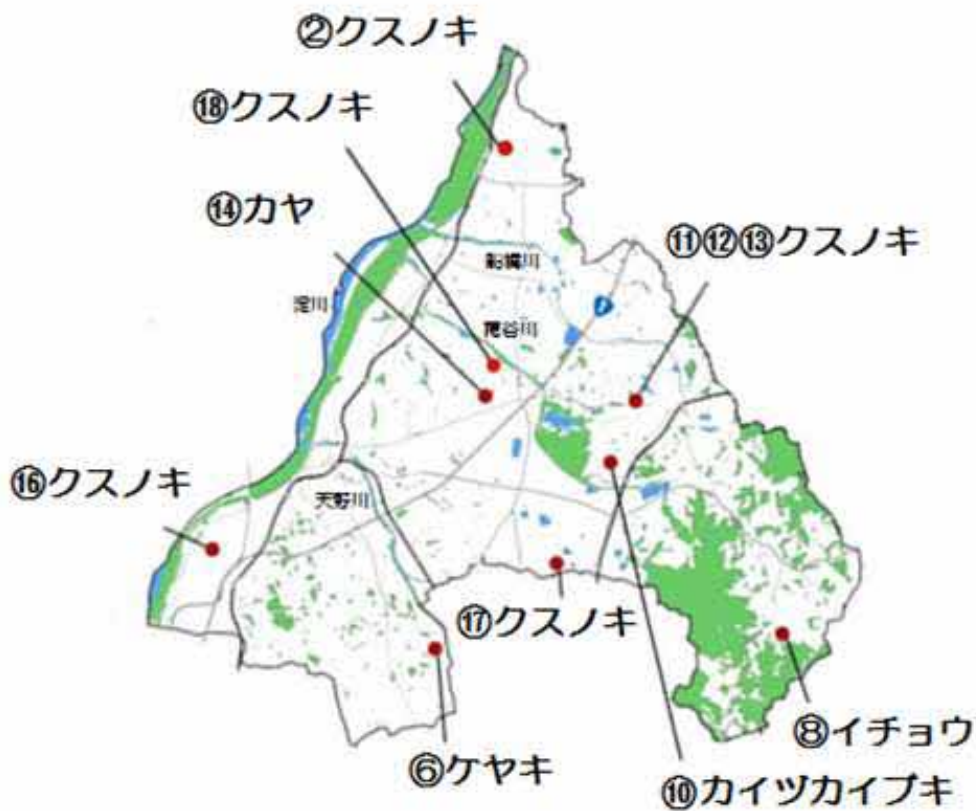 ②クスノキ
⑱クスノキ
⑭カヤ
⑪⑫⑬クスノキ
船橋川
淀川
穂谷川
⑯クスノキ
天野川
⑰クスノキ
⑧イチョウ
⑥ケヤキ
⑩カイヅカイブキ